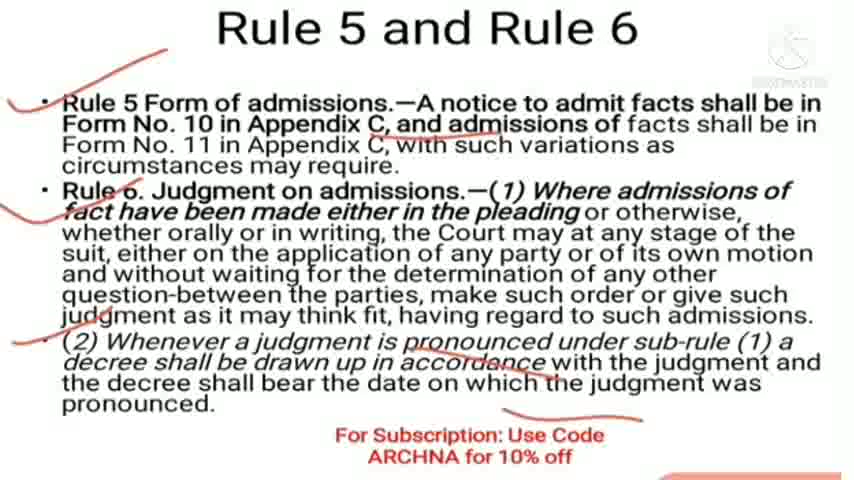 Rule 5 and Rule 6
• Rule 5 Form of admissions.—A notice to admit facts shall be in
Form No. 10 in Appendix C, and admissions of facts shall be in
Form No. 11 in Appendix C, with such variations as
circumstances may require.
• Rule 6. Judgment on admissions.—(1) Where admissions of
fact have been made either in the pleading or otherwise,
whether orally or in writing, the Court may at any stage of the
suit, either on the application of any party or of its own motion
and without waiting for the determination of any other
question-between the parties, make such order or give such
judgment as it may think fit, having regard to such admissions.
• (2) Whenever a judgment is pronounced under sub-rule (1) a
decree shall be drawn up in accordance with the judgment and
the decree shall bear the date on which the judgment was
pronounced.
For Subscription: Use Code
ARCHNA for 10% off